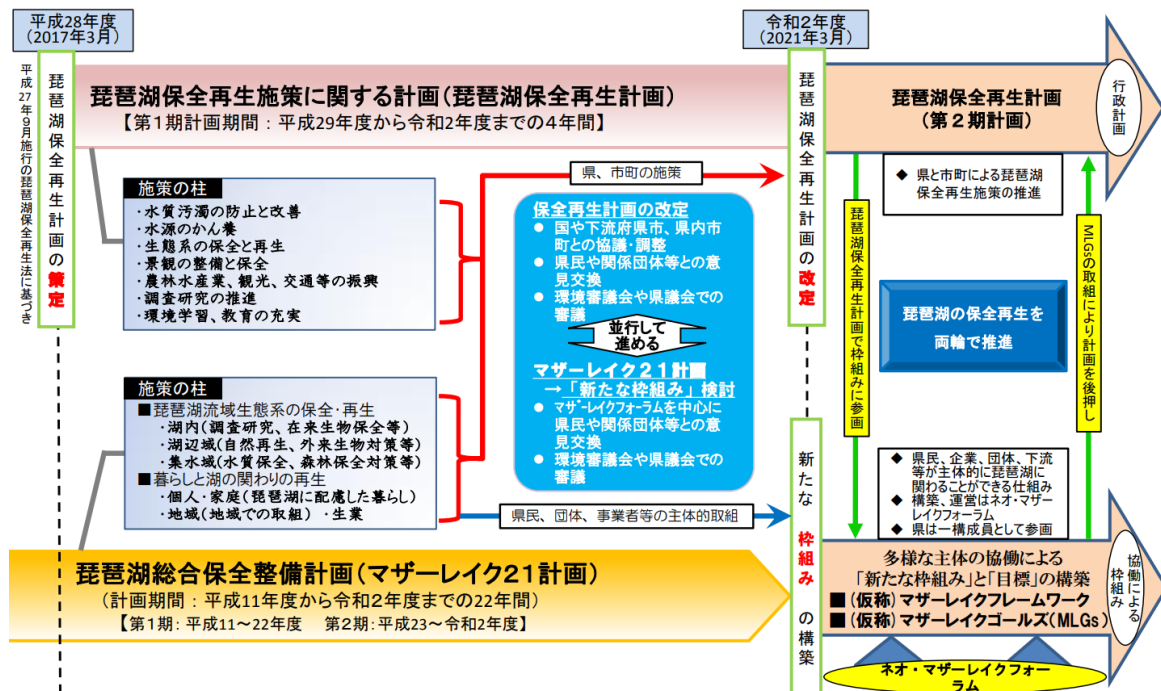 平成28年度
(2017年3月)
令和２年度
(2021年3月)
平成27年9月施行の琵琶湖保全再生法に基づき
琵琶湖保全再生計画の策定
琵琶湖保全再生施策に関する計画(琵琶湖保全再生計画)
【第１期計画期間：平成29年度から令和２年度までの４年間】
琵琶湖保全再生計画の改定
琵琶湖保全再生計画
(第２期計画)
行政計画
施策の柱
・水質汚濁の防止と改善
・水源のかん養
・生態系の保全と再生
・景観の整備と保全
・農林水産業、観光、交通等の振興
・調査研究の推進
・環境学習、教育の充実
県、市町の施策
保全再生計画の改定
● 国や下流府県市、県内市
町との協議・調整
● 県民や関係団体等との意
見交換
● 環境審議会や県議会での
審議
並行して
進める
マザーレイク２１計画
→「新たな枠組み」検討
● ﾏｻﾞｰﾚｲｸﾌｫｰﾗﾑを中心に
県民や関係団体等との意
見交換
● 環境審議会や県議会での
審議
施策の柱
■琵琶湖流域生態系の保全・再生
・湖内(調査研究、在来生物保全等)
・湖辺域(自然再生、外来生物対策等)
・集水域(水質保全、森林保全対策等)
■暮らしと湖の関わりの再生
・個人・家庭(琵琶湖に配慮した暮らし)
・地域(地域での取組) ・生業
県民、団体、事業者等の主体的取組
琵琶湖総合保全整備計画(マザーレイク２１計画)
(計画期間：平成11年度から令和２年度までの22年間)
【第１期：平成11～22年度　第２期：平成23～令和２年度】
新たな枠組みの構築
◆ 県と市町による琵琶湖
保全再生施策の推進
琵琶湖保全再生計画で枠組みに参画
琵琶湖の保全再生を
両輪で推進
MLGsの取組により計画を後押し
◆ 県民、企業、団体、下流
等が主体的に琵琶湖に
関わることができる仕組み
◆ 構築、運営はネオ・マザー
レイクフォーラム
◆ 県は一構成員として参画
多様な主体の協働による
「新たな枠組み」と「目標」の構築
■(仮称)マザーレイクフレームワーク
■(仮称)マザーレイクゴールズ(MLGs)
協働による
枠組み
ネオ・マザーレイクフォー
ラム